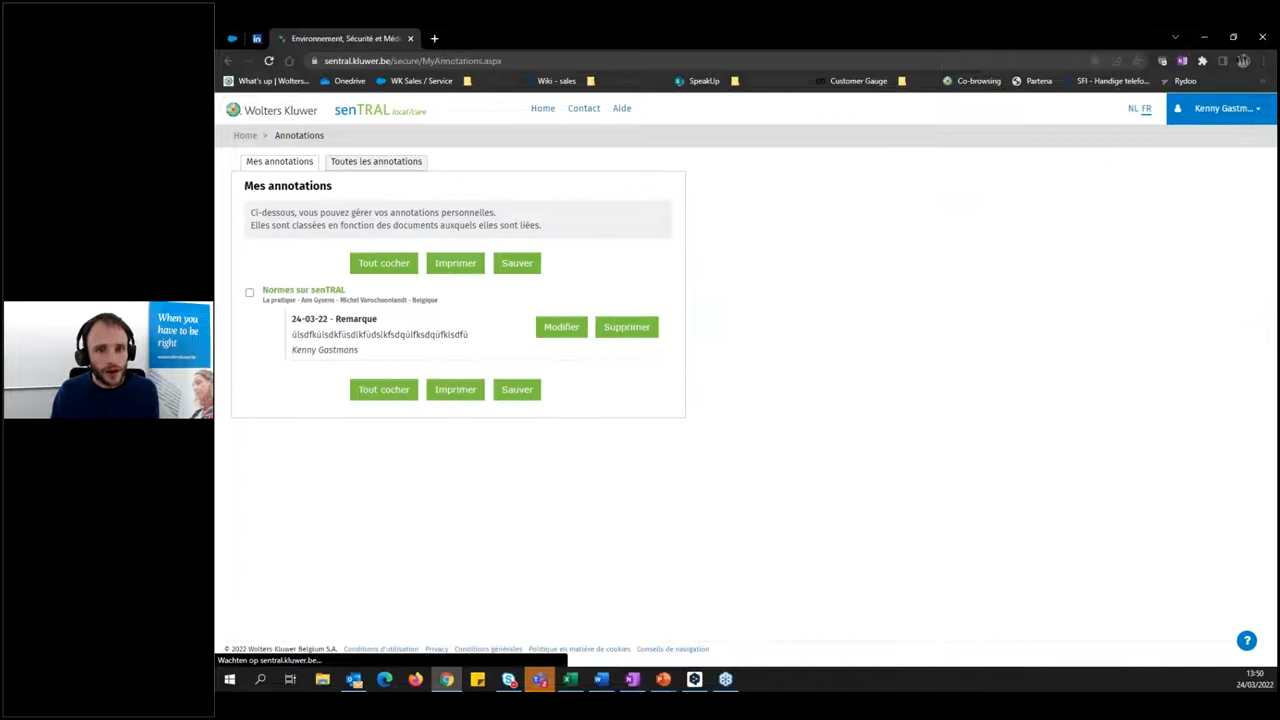 Environnement, Sécurité et Méd
sentral.kluwer.be/secure/MyAnnotations.aspx
What's up | Wolters... Onedrive WK Sales / Service Wiki - sales SpeakUp Customer Gauge Co-browsing Partena SFI - Handige telefo... Rydoo
Wolters Kluwer senTRAL local/care Home Contact Aide NL FR Kenny Gastm...
Home > Annotations
Mes annotations Toutes les annotations
Mes annotations
Ci-dessous, vous pouvez gérer vos annotations personnelles.
Elles sont classées en fonction des documents auxquels elles sont liées.
Tout cocher Imprimer Sauver
Normes sur senTRAL
La pratique - Ann Gysens - Michel Vanschoonlandt - Belgique
24-03-22 - Remarque
Modifier Supprimer
Kenny Gastmans
Tout cocher Imprimer Sauver
When you
have to be
right
?
© 2022 Wolters Kluwer Belgium S.A. Conditions d'utilisation Privacy Conditions générales Politique en matière de cookies Conseils de navigation
Wachten op sentral.kluwer.be...
13:50
24/03/2022